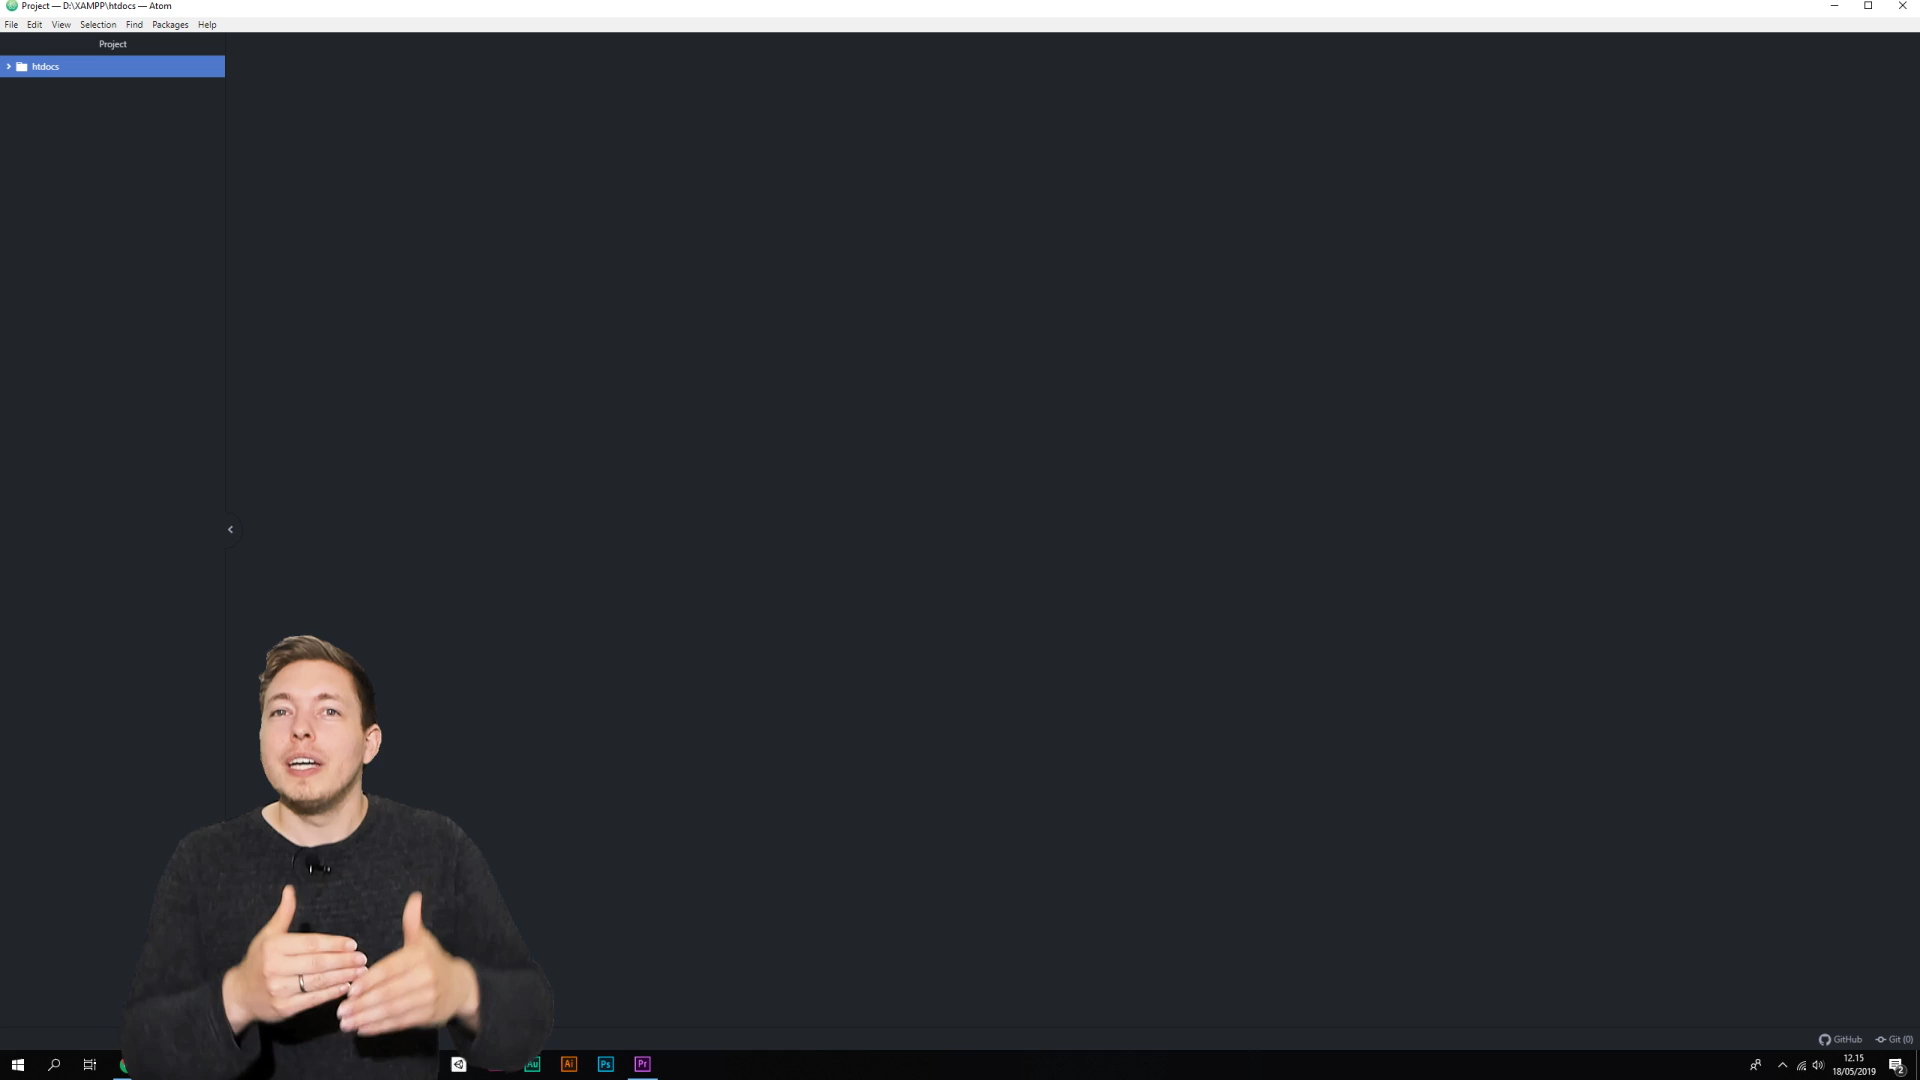 Project — D:\XAMPP\htdocs — Atom
File Edit View Selection Find Packages Help
Project
htdocs
GitHub Git (0)
Au Ai Ps Pr
12.15
18/05/2019
2